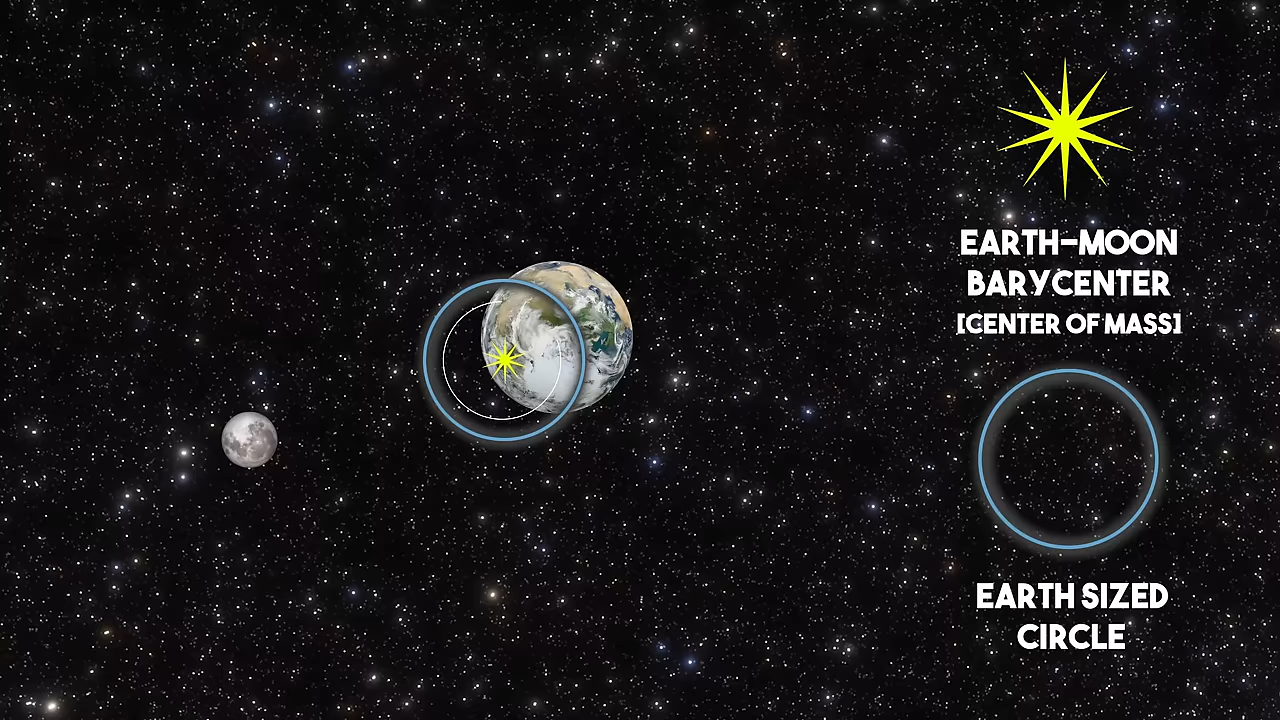 EARTH-MOON
BARYCENTER
[CENTER OF MASS]
EARTH SIZED
CIRCLE